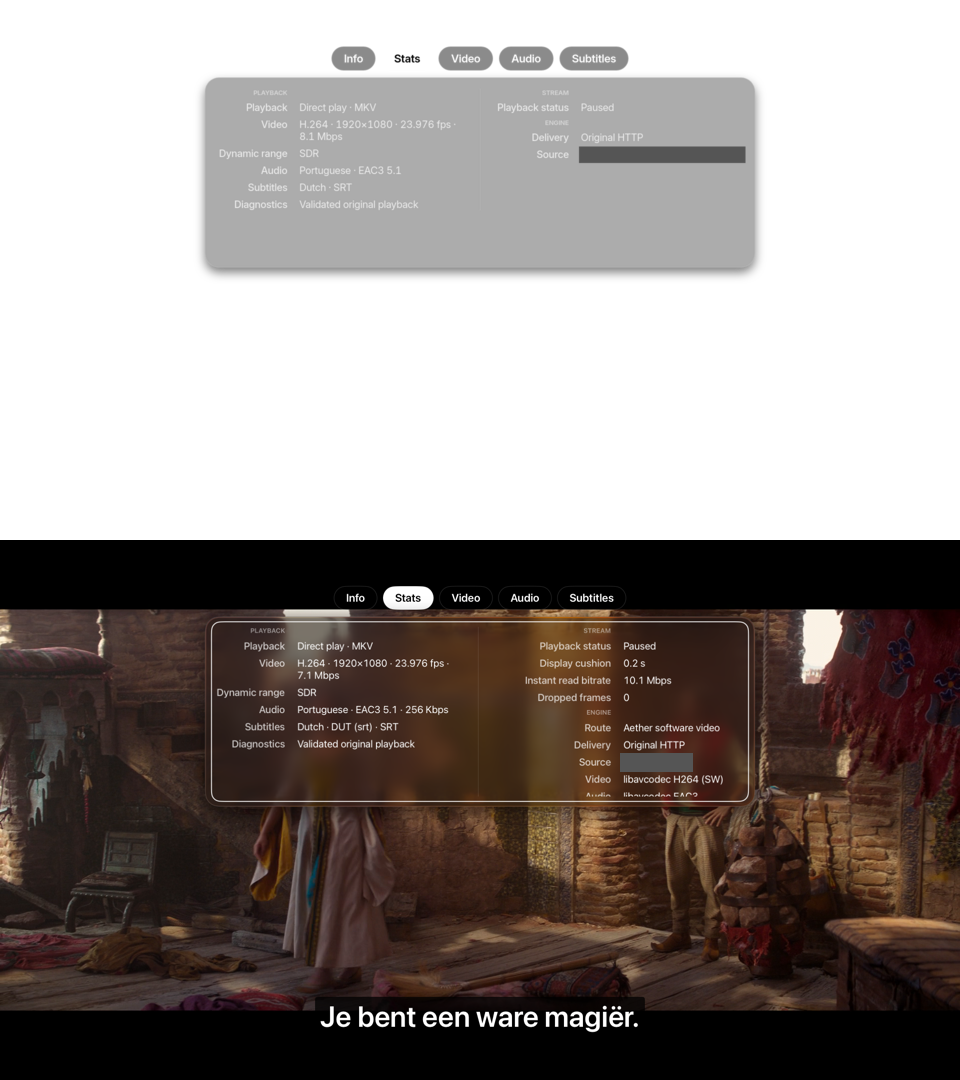 Info Stats Video Audio Subtitles
PLAYBACK
Playback Direct play · MKV
Video H.264 · 1920×1080 · 23.976 fps ·
8.1 Mbps
Dynamic range SDR
Audio Portuguese · EAC3 5.1
Subtitles Dutch · SRT
Diagnostics Validated original playback
STREAM
Playback status Paused
ENGINE
Delivery Original HTTP
Source
Info Stats Video Audio Subtitles
PLAYBACK
Playback Direct play · MKV
Video H.264 · 1920×1080 · 23.976 fps ·
7.1 Mbps
Dynamic range SDR
Audio Portuguese · EAC3 5.1 · 256 Kbps
Subtitles Dutch · DUT (srt) · SRT
Diagnostics Validated original playback
STREAM
Playback status Paused
Display cushion 0.2 s
Instant read bitrate 10.1 Mbps
Dropped frames 0
ENGINE
Route Aether software video
Delivery Original HTTP
Source
Video libavcodec H264 (SW)
Audio libavcodec EAC3
Je bent een ware magiër.